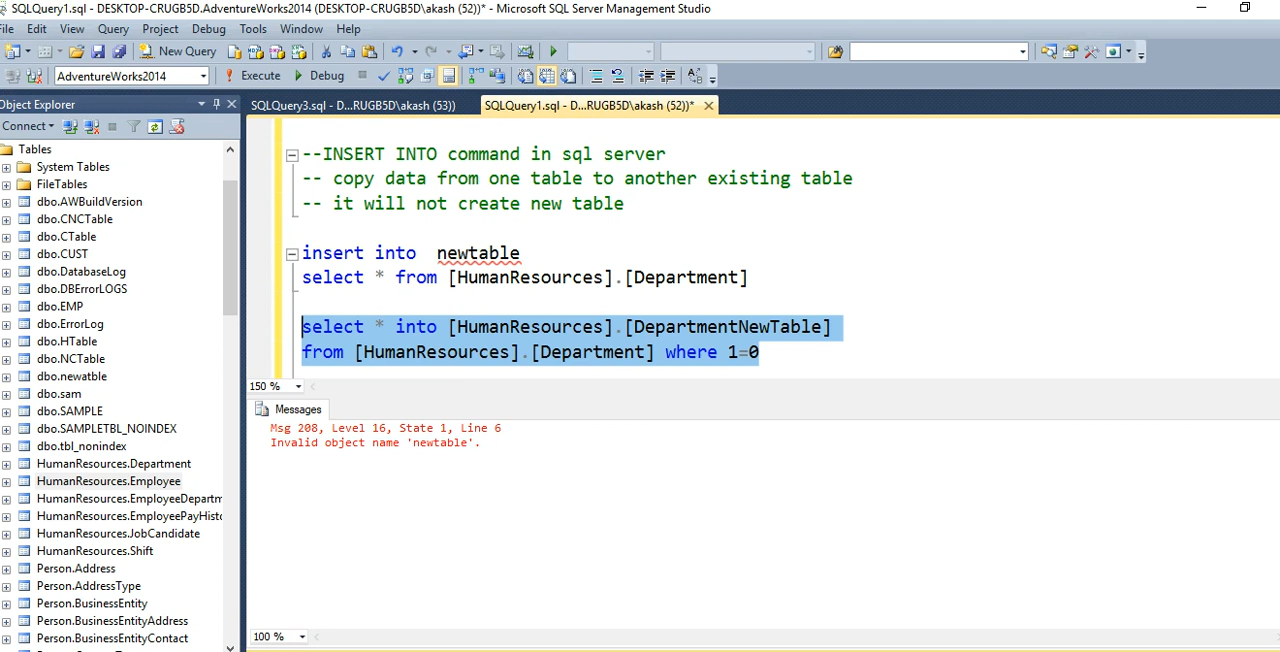 SQLQuery1.sql - DESKTOP-CRUGB5D.AdventureWorks2014 (DESKTOP-CRUGB5D\akash (52))* - Microsoft SQL Server Management Studio
File Edit View Query Project Debug Tools Window Help
New Query
AdventureWorks2014 Execute Debug
Object Explorer
Connect
Tables
System Tables
FileTables
dbo.AWBuildVersion
dbo.CNCTable
dbo.CTable
dbo.CUST
dbo.DatabaseLog
dbo.DBErrorLOGS
dbo.EMP
dbo.ErrorLog
dbo.HTable
dbo.NCTable
dbo.newatble
dbo.sam
dbo.SAMPLE
dbo.SAMPLETBL_NOINDEX
dbo.tbl_nonindex
HumanResources.Department
HumanResources.Employee
HumanResources.EmployeeDepartm
HumanResources.EmployeePayHisto
HumanResources.JobCandidate
HumanResources.Shift
Person.Address
Person.AddressType
Person.BusinessEntity
Person.BusinessEntityAddress
Person.BusinessEntityContact
SQLQuery3.sql - D...RUGB5D\akash (53)) SQLQuery1.sql - D...RUGB5D\akash (52))*
--INSERT INTO command in sql server
-- copy data from one table to another existing table
-- it will not create new table
insert into newtable
select * from [HumanResources].[Department]
select * into [HumanResources].[DepartmentNewTable]
from [HumanResources].[Department] where 1=0
150 %
Messages
Msg 208, Level 16, State 1, Line 6
Invalid object name 'newtable'.
100 %